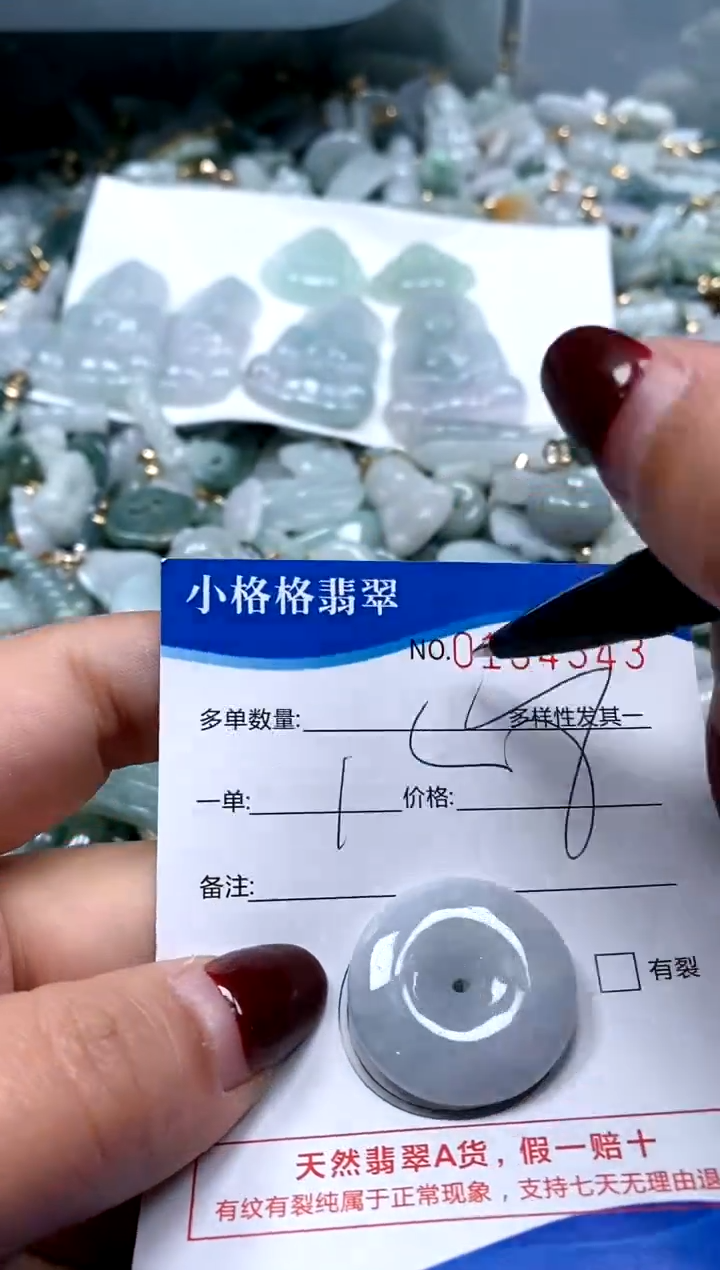 小格格翡翠
NO.
多单数量: 多样性发其一
一单: 1 价格:
备注:
有裂
天然翡翠A货，假一赔十
有纹有裂纯属于正常现象，支持七天无理由退